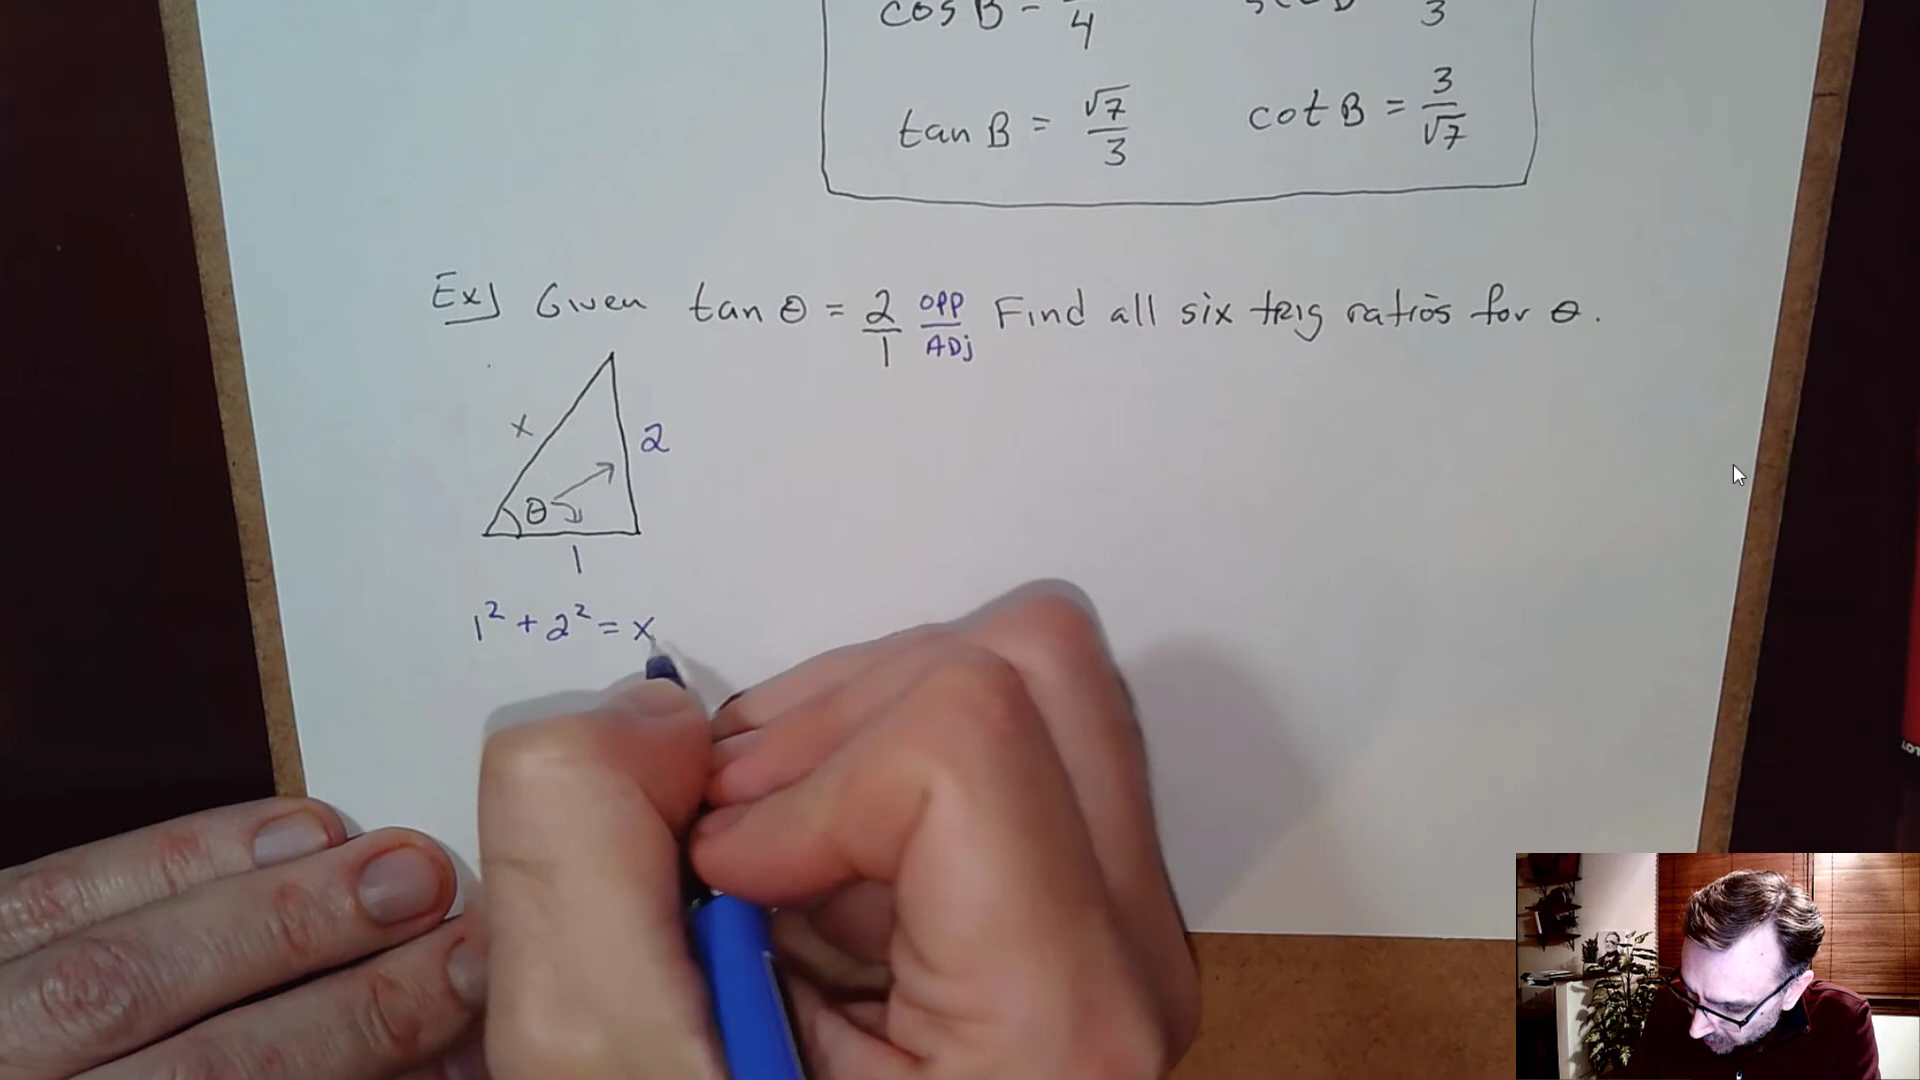 cos B = /4
tan B = √7/3 cot B = 3/√7
Ex) Given tan θ = 2/1 OPP/ADJ Find all six trig ratios for θ.
x
2
θ
1
1² + 2² = x